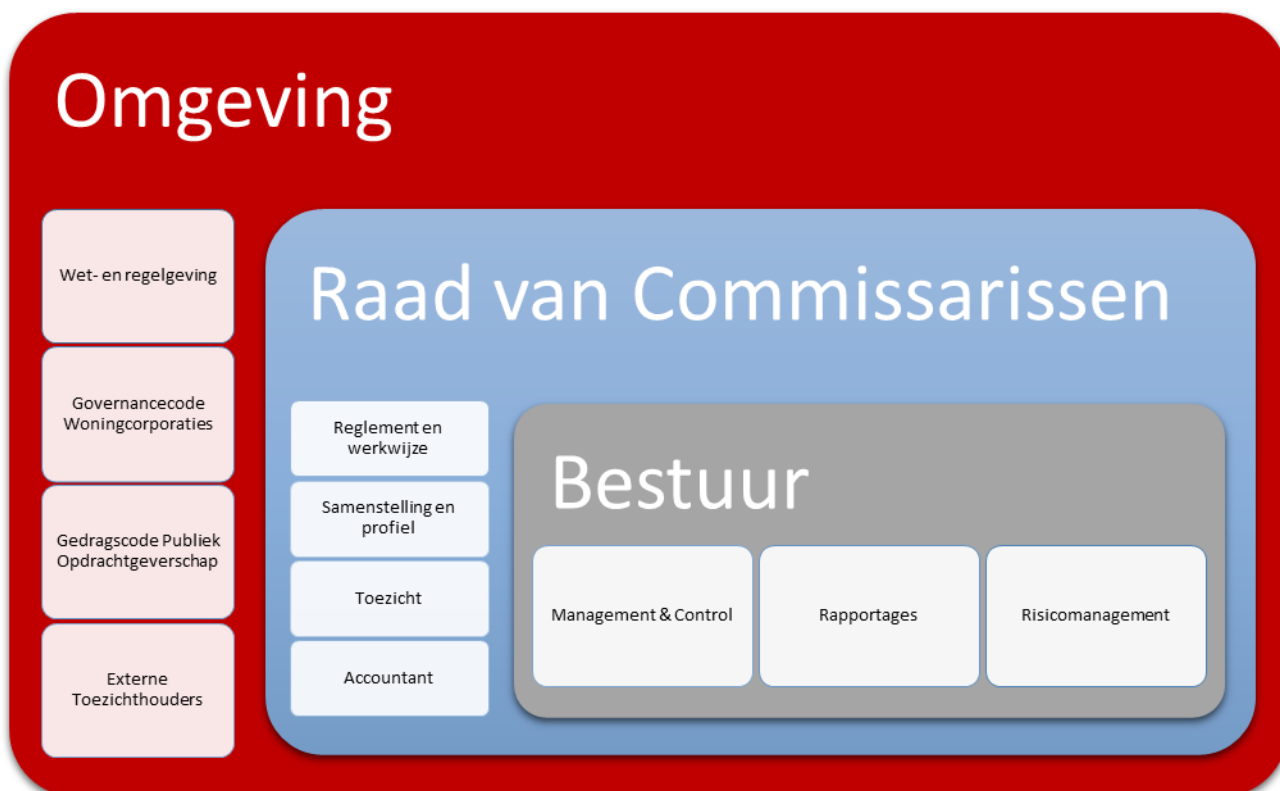 Omgeving
Wet- en regelgeving
Governancecode
Woningcorporaties
Gedragscode Publiek
Opdrachtgeverschap
Externe
Toezichthouders
Raad van Commissarissen
Reglement en
werkwijze
Samenstelling en
profiel
Toezicht
Accountant
Bestuur
Management & Control
Rapportages
Risicomanagement